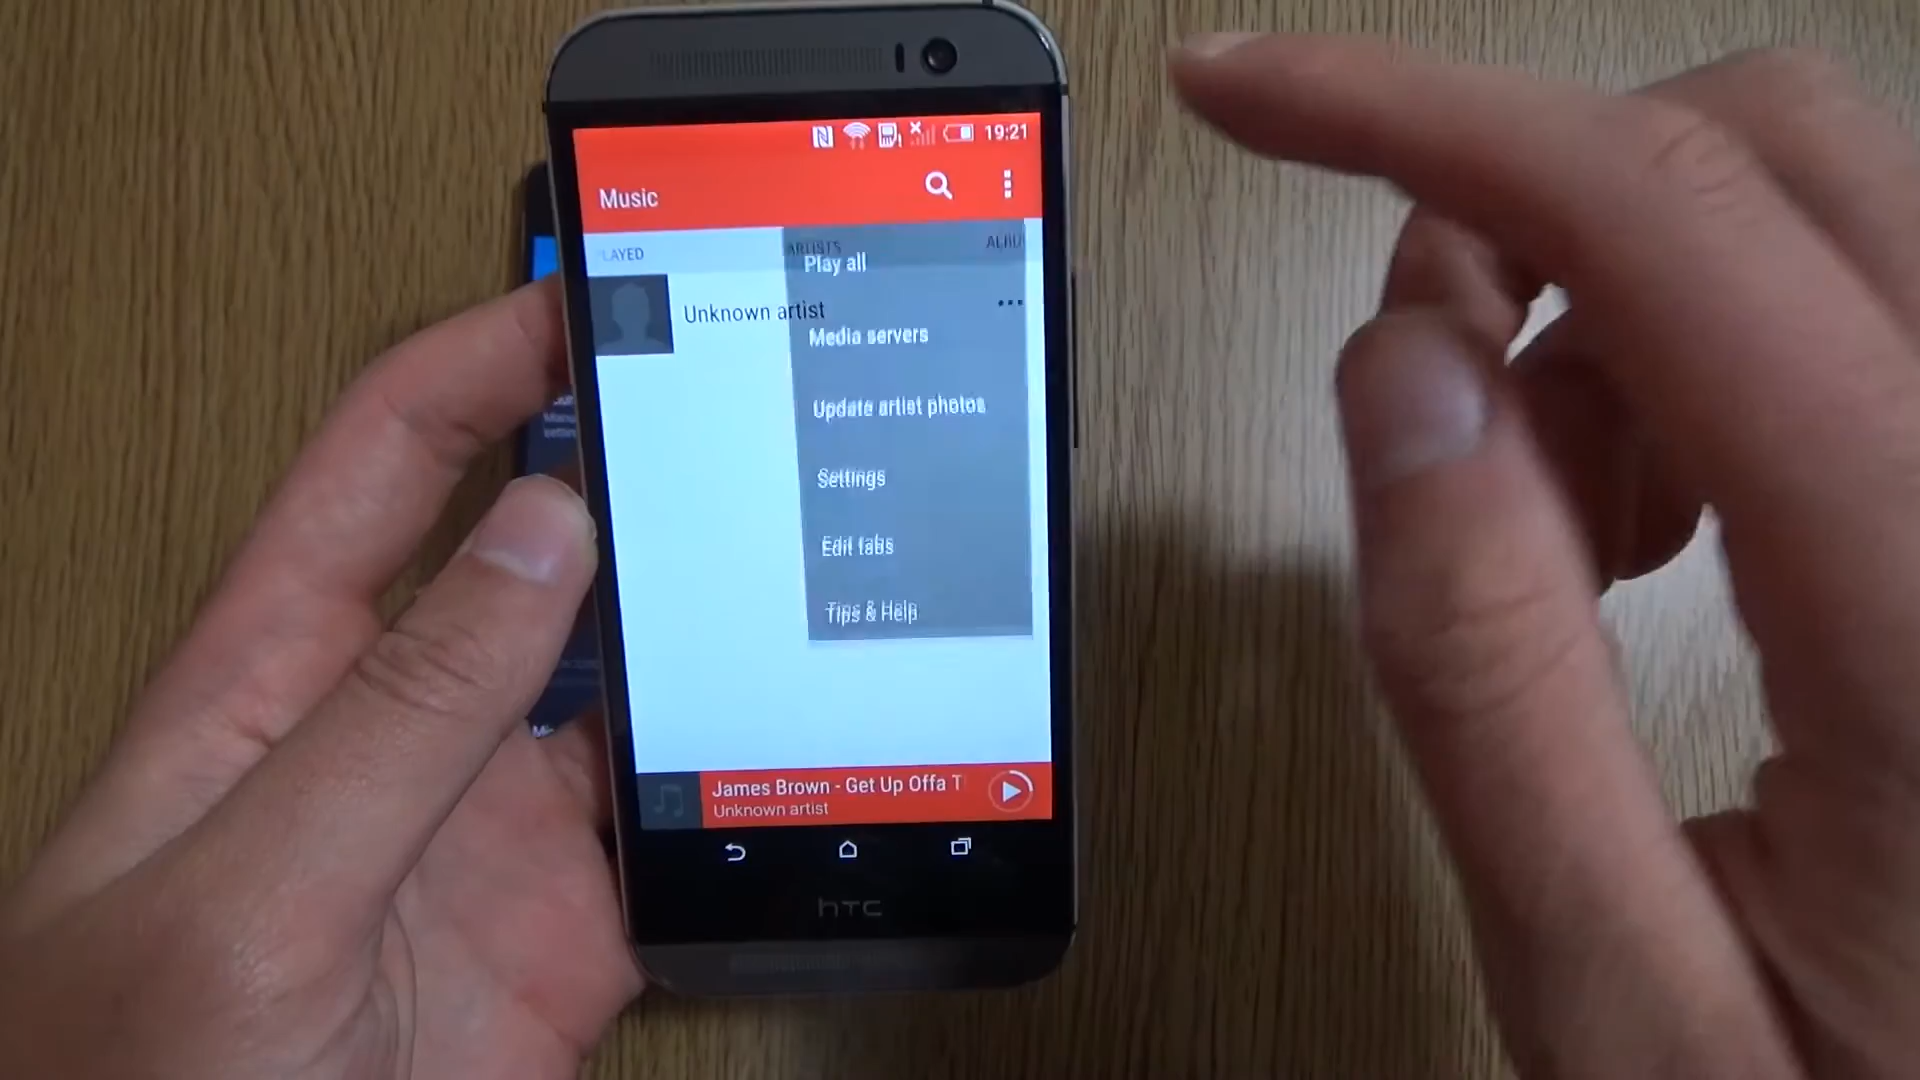 19:21
Music
LAYED
ARTISTS
ALBU
Play all
Unknown artist
Media servers
Update artist photos
Settings
Edit tabs
Tips & Help
James Brown - Get Up Offa T
Unknown artist
hTC